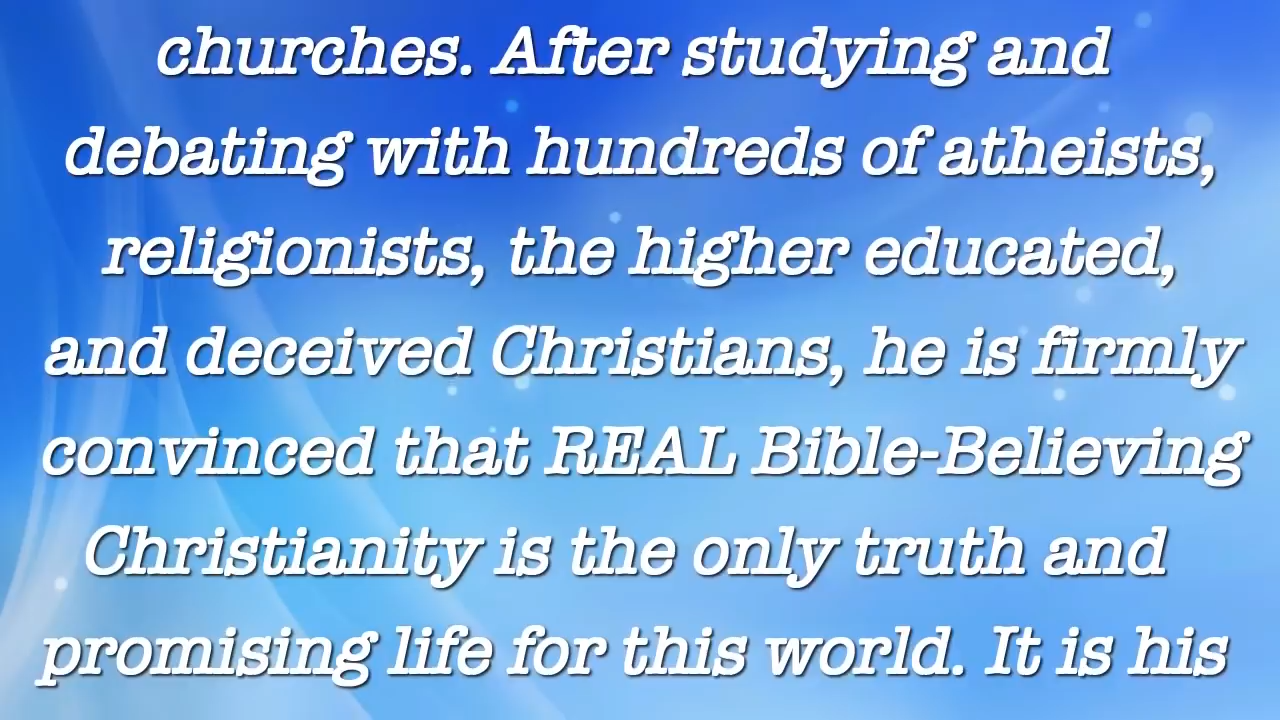 churches. After studying and
debating with hundreds of atheists,
religionists, the higher educated,
and deceived Christians, he is firmly
convinced that REAL Bible-Believing
Christianity is the only truth and
promising life for this world. It is his